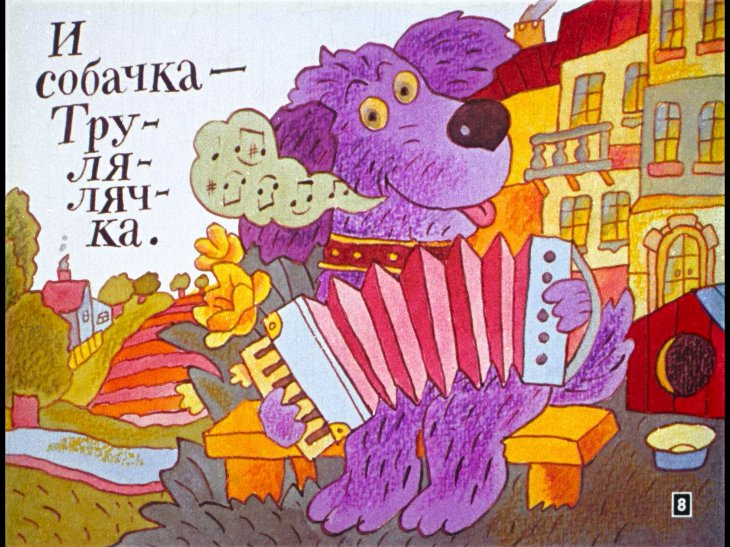 И
собачка —
Тру-
ля-
ляч-
ка.
8